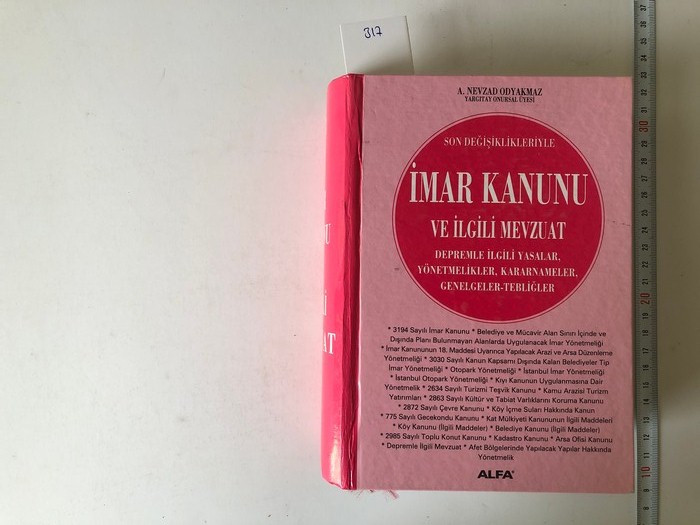 317
A. NEVZAD ODYAKMAZ
YARGITAY ONURSAL ÜYESİ
SON DEĞİŞİKLİKLERİYLE
İMAR KANUNU
VE İLGİLİ MEVZUAT
DEPREMLE İLGİLİ YASALAR,
YÖNETMELİKLER, KARARNAMELER,
GENELGELER-TEBLİĞLER
* 3194 Sayılı İmar Kanunu * Belediye ve Mücavir Alan Sınırı İçinde ve
Dışında Planı Bulunmayan Alanlarda Uygulanacak İmar Yönetmeliği
* İmar Kanununun 18. Maddesi Uyarınca Yapılacak Arazi ve Arsa Düzenleme
Yönetmeliği * 3030 Sayılı Kanun Kapsamı Dışında Kalan Belediyeler Tip
İmar Yönetmeliği * Otopark Yönetmeliği * İstanbul İmar Yönetmeliği
* İstanbul Otopark Yönetmeliği * Kıyı Kanunun Uygulanmasına Dair
Yönetmelik * 2634 Sayılı Turizmi Teşvik Kanunu * Kamu Arazisi Turizm
Yatırımları * 2863 Sayılı Kültür ve Tabiat Varlıklarını Koruma Kanunu
* 2872 Sayılı Çevre Kanunu * Köy İçme Suları Hakkında Kanun
* 775 Sayılı Gecekondu Kanunu * Kat Mülkiyeti Kanununun İlgili Maddeleri
* Köy Kanunu (İlgili Maddeler) * Belediye Kanunu (İlgili Maddeler)
* 2985 Sayılı Toplu Konut Kanunu * Kadastro Kanunu * Arsa Ofisi Kanunu
* Depremle İlgili Mevzuat * Afet Bölgelerinde Yapılacak Yapılar Hakkında
Yönetmelik
ALFA
30
20
10